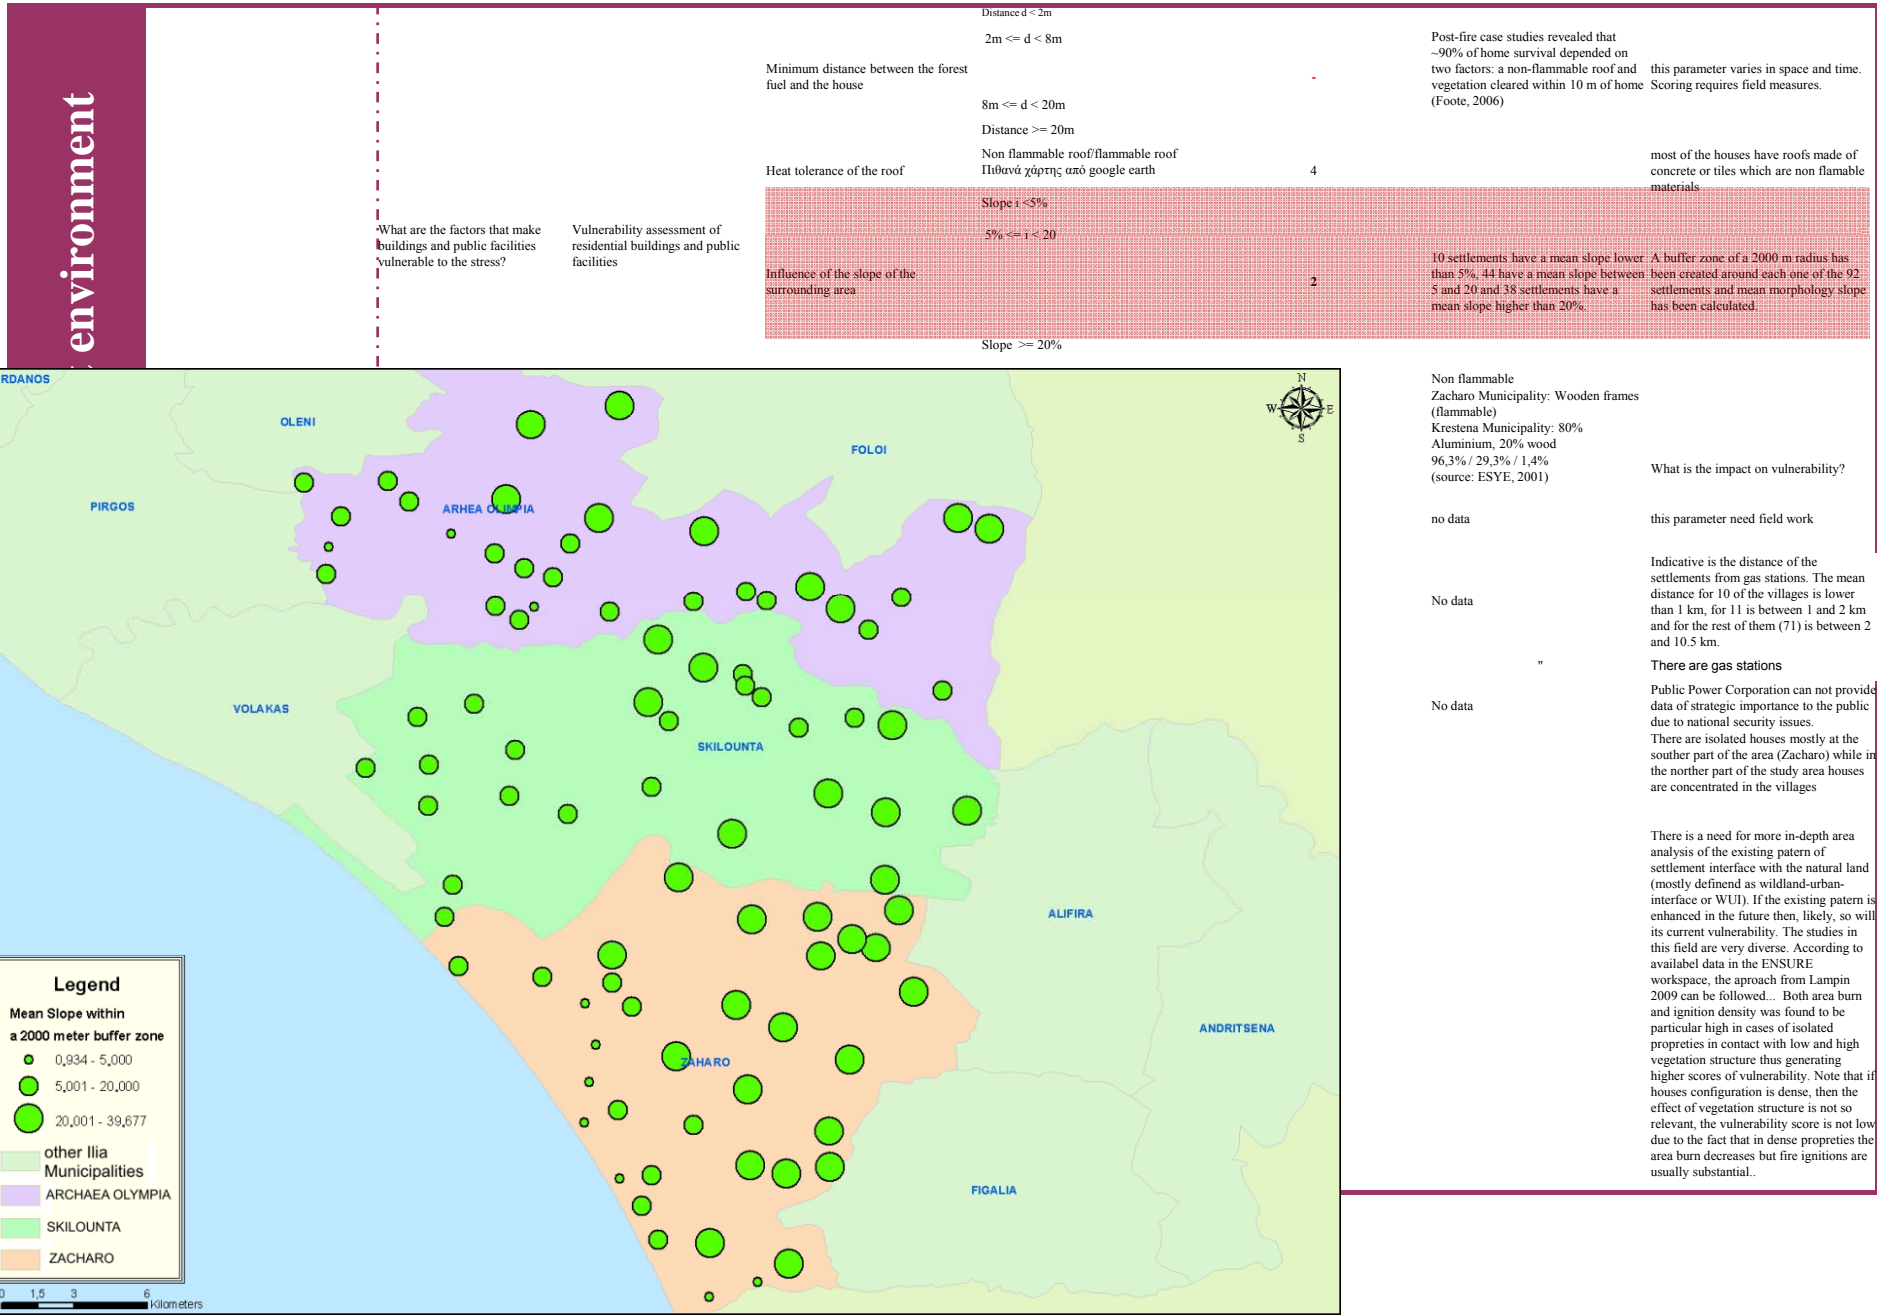 environment
What are the factors that make
buildings and public facilities
vulnerable to the stress?
Vulnerability assessment of
residential buildings and public
facilities
Distance d < 2m
2m <= d < 8m
Minimum distance between the forest
fuel and the house
8m <= d < 20m
Distance >= 20m
-
Post-fire case studies revealed that
~90% of home survival depended on
two factors: a non-flammable roof and
vegetation cleared within 10 m of home
(Foote, 2006)
this parameter varies in space and time.
Scoring requires field measures.
Heat tolerance of the roof
Non flammable roof/flammable roof
Πιθανά χάρτης από google earth
4
most of the houses have roofs made of
concrete or tiles which are non flamable
materials
Slope i <5%
5% <= i < 20
Influence of the slope of the
surrounding area
2
10 settlements have a mean slope lower
than 5%, 44 have a mean slope between
5 and 20 and 38 settlements have a
mean slope higher than 20%.
A buffer zone of a 2000 m radius has
been created around each one of the 92
settlements and mean morphology slope
has been calculated.
Slope >= 20%
RDANOS
OLENI
FOLOI
PIRGOS
ARHEA OLIMPIA
VOLAKAS
SKILOUNTA
ALIFIRA
ANDRITSENA
ZAHARO
FIGALIA
N
W
E
S
Legend
Mean Slope within
a 2000 meter buffer zone
0,934 - 5,000
5,001 - 20,000
20,001 - 39,677
other Ilia
Municipalities
ARCHAEA OLYMPIA
SKILOUNTA
ZACHARO
0 1,5 3 6
Kilometers
Non flammable
Zacharo Municipality: Wooden frames
(flammable)
Krestena Municipality: 80%
Aluminium, 20% wood
96,3% / 29,3% / 1,4%
(source: ESYE, 2001)
What is the impact on vulnerability?
no data
this parameter need field work
No data
Indicative is the distance of the
settlements from gas stations. The mean
distance for 10 of the villages is lower
than 1 km, for 11 is between 1 and 2 km
and for the rest of them (71) is between 2
and 10.5 km.
"
There are gas stations
No data
Public Power Corporation can not provide
data of strategic importance to the public
due to national security issues.
There are isolated houses mostly at the
souther part of the area (Zacharo) while in
the norther part of the study area houses
are concentrated in the villages
There is a need for more in-depth area
analysis of the existing patern of
settlement interface with the natural land
(mostly definend as wildland-urban-
interface or WUI). If the existing patern is
enhanced in the future then, likely, so will
its current vulnerability. The studies in
this field are very diverse. According to
availabel data in the ENSURE
workspace, the aproach from Lampin
2009 can be followed... Both area burn
and ignition density was found to be
particular high in cases of isolated
propreties in contact with low and high
vegetation structure thus generating
higher scores of vulnerability. Note that if
houses configuration is dense, then the
effect of vegetation structure is not so
relevant, the vulnerability score is not low
due to the fact that in dense propreties the
area burn decreases but fire ignitions are
usually substantial..